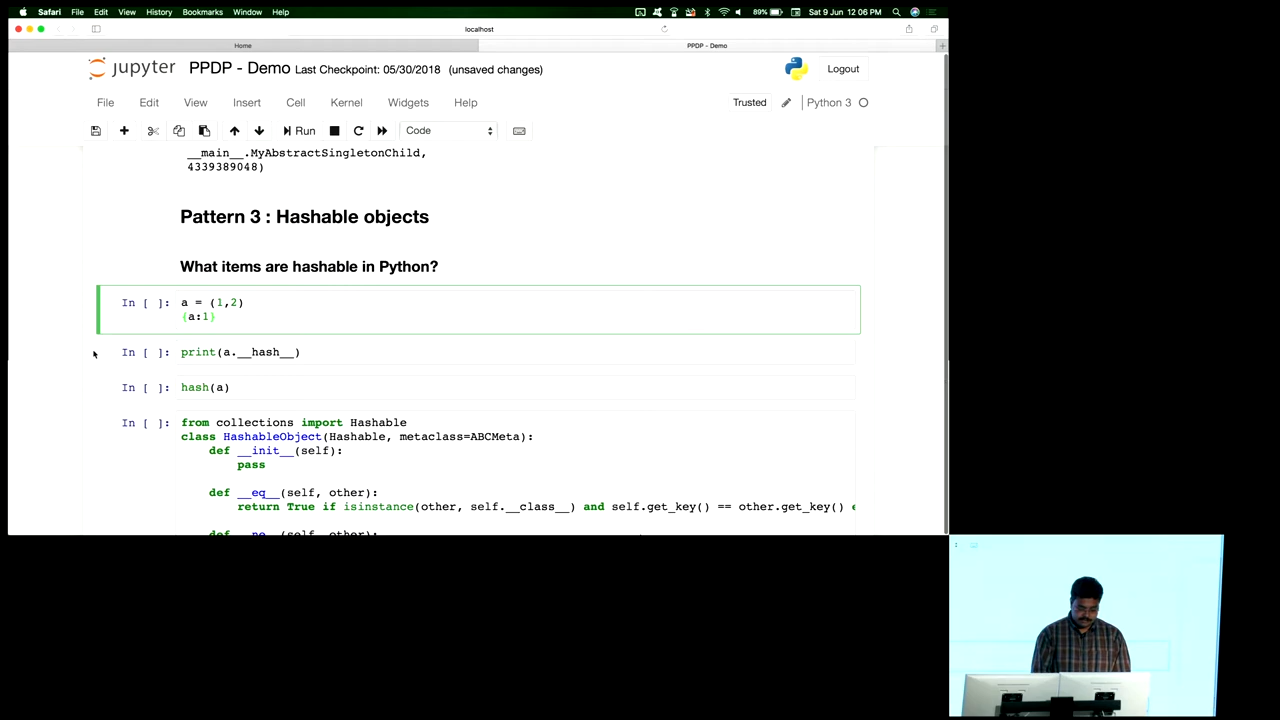 Safari File Edit View History Bookmarks Window Help 89% Sat 9 Jun 12:06 PM
localhost
Home PPDP - Demo
jupyter PPDP - Demo Last Checkpoint: 05/30/2018 (unsaved changes) Logout
File Edit View Insert Cell Kernel Widgets Help Trusted Python 3
Run Code
__main__.MyAbstractSingletonChild,
4339389048)
Pattern 3 : Hashable objects
What items are hashable in Python?
In [ ]: a = (1,2)
{a:1}
In [ ]: print(a.__hash__)
In [ ]: hash(a)
In [ ]: from collections import Hashable
class HashableObject(Hashable, metaclass=ABCMeta):
def __init__(self):
pass
def __eq__(self, other):
return True if isinstance(other, self.__class__) and self.get_key() == other.get_key() e
def __ne__(self, other):